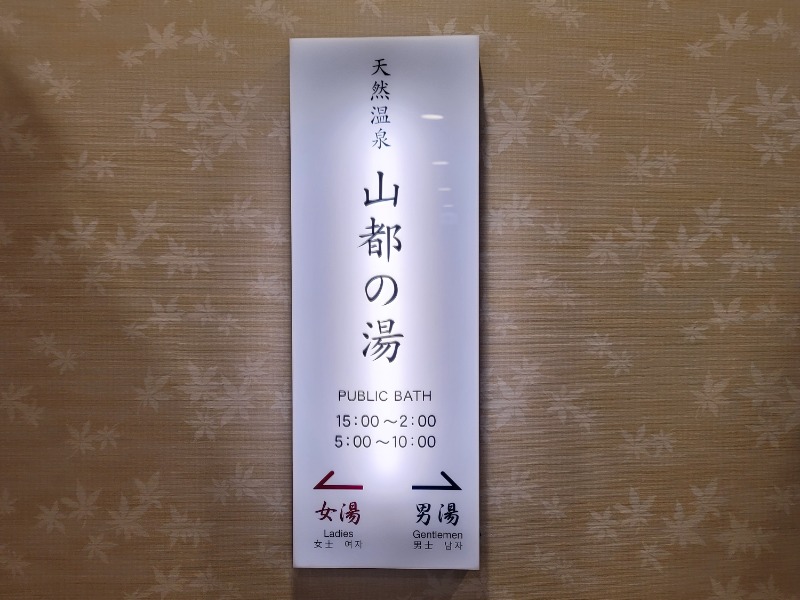 天然温泉
山都の湯
PUBLIC BATH
15:00～2:00
5:00～10:00
女湯
Ladies
女士 여자
男湯
Gentlemen
男士 남자